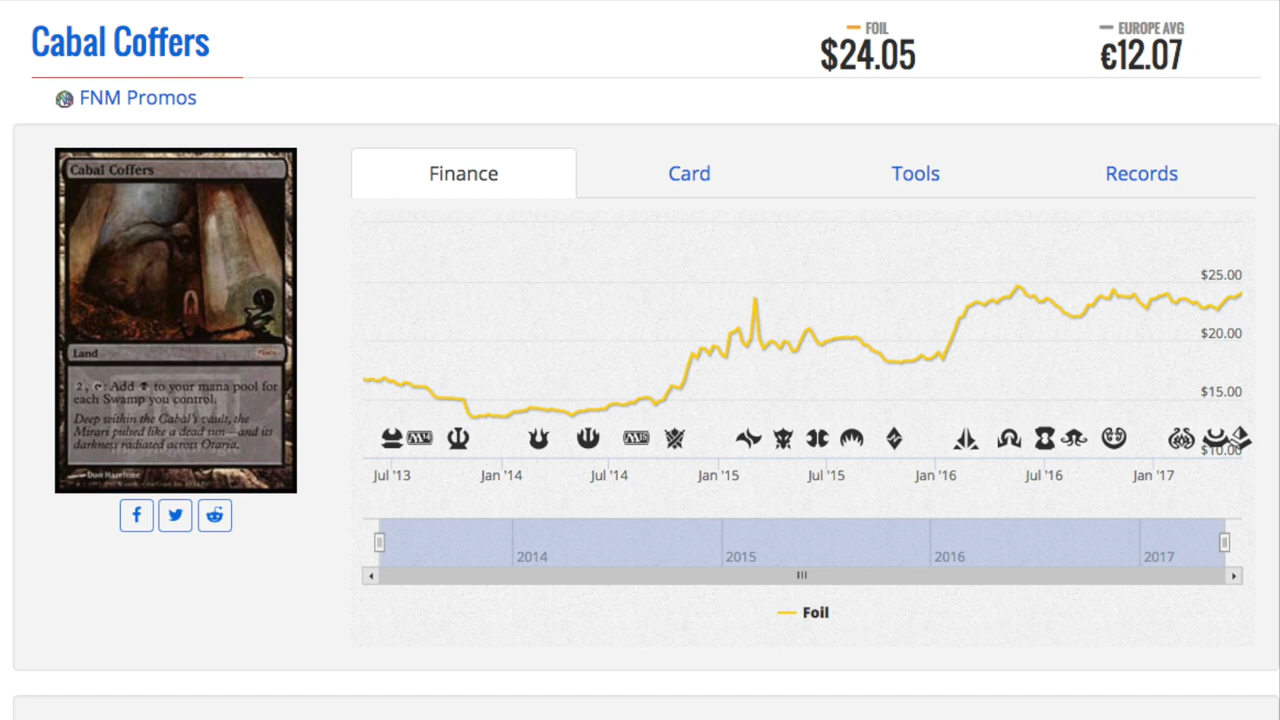 Cabal Coffers
FOIL
$24.05
EUROPE AVG
€12.07
FNM Promos
Cabal Coffers
Land
2, : Add to your mana pool for
each Swamp you control.
Deep within the Cabal's vault, the
Mirari pulsed like a dead sun—and its
darkness radiated across Otaria.
Finance
Card
Tools
Records
$25.00
$20.00
$15.00
$10.00
Jul '13
Jan '14
Jul '14
Jan '15
Jul '15
Jan '16
Jul '16
Jan '17
2014
2015
2016
2017
Foil